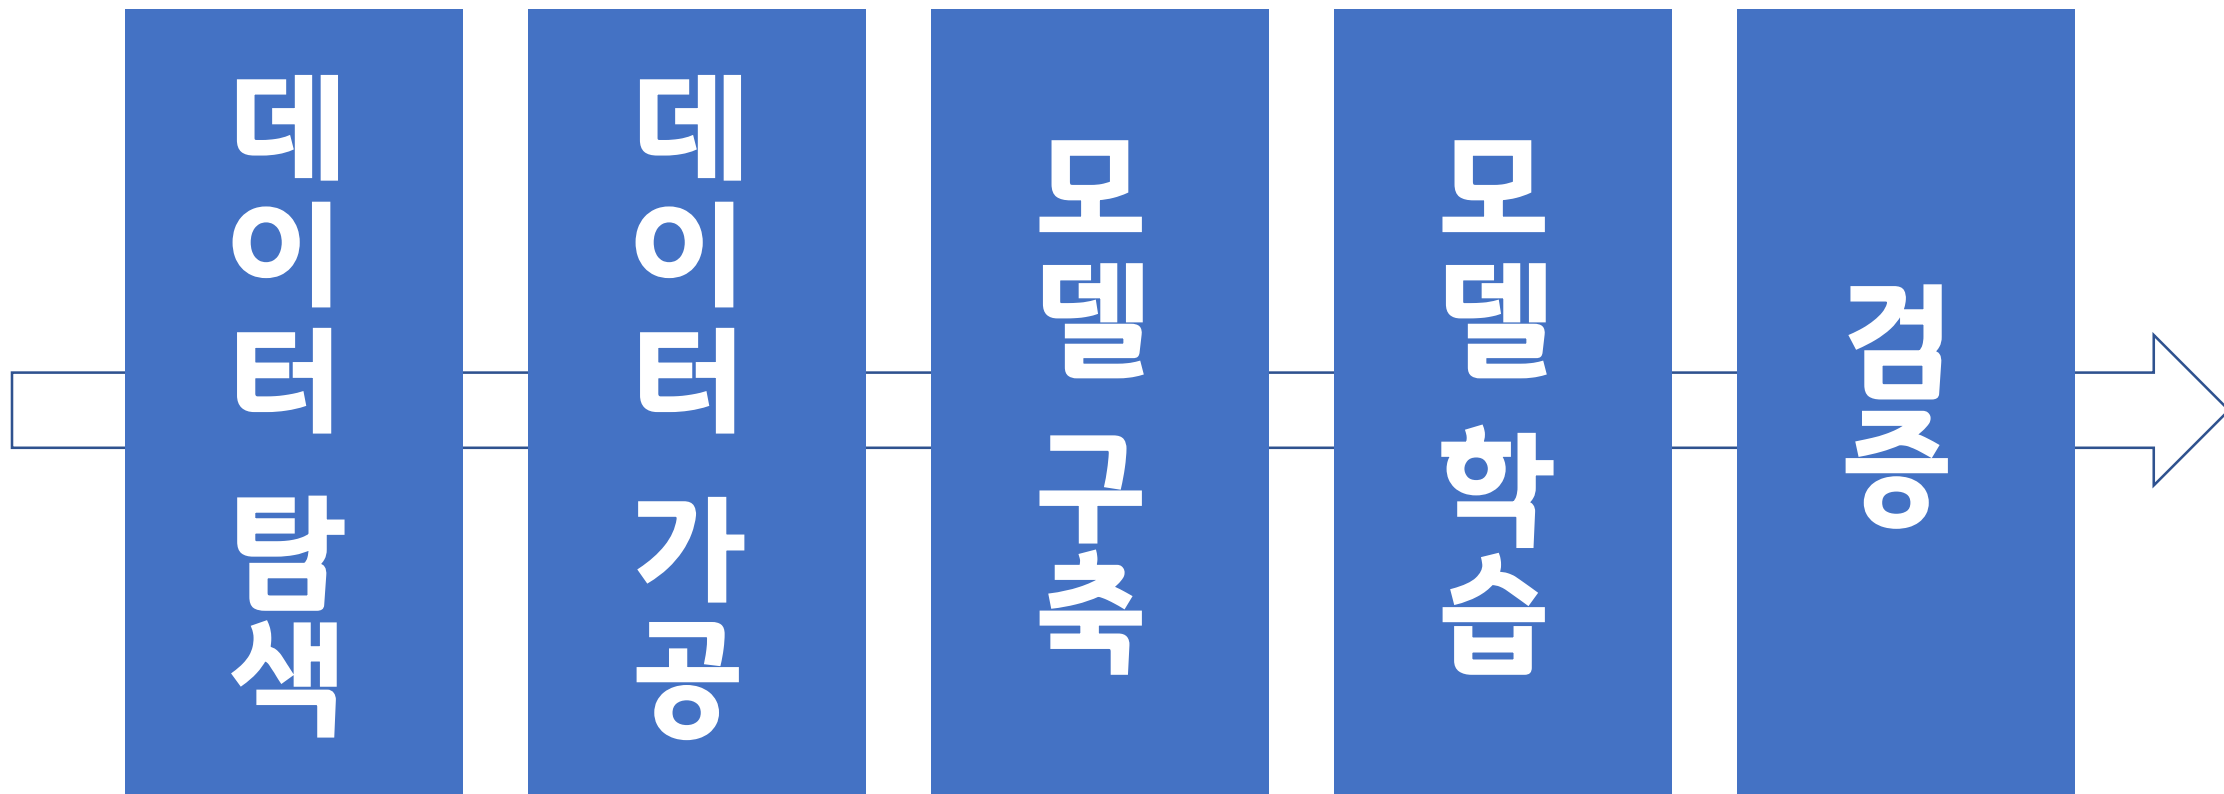 데이터 탐색
데이터 가공
모델 구축
모델 학습
검증